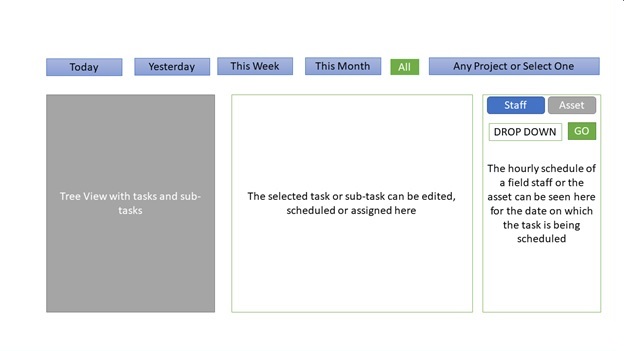 Today
Yesterday
This Week
This Month
All
Any Project or Select One
Tree View with tasks and sub-
tasks
The selected task or sub-task can be edited,
scheduled or assigned here
Staff
Asset
DROP DOWN
GO
The hourly schedule of
a field staff or the
asset can be seen here
for the date on which
the task is being
scheduled